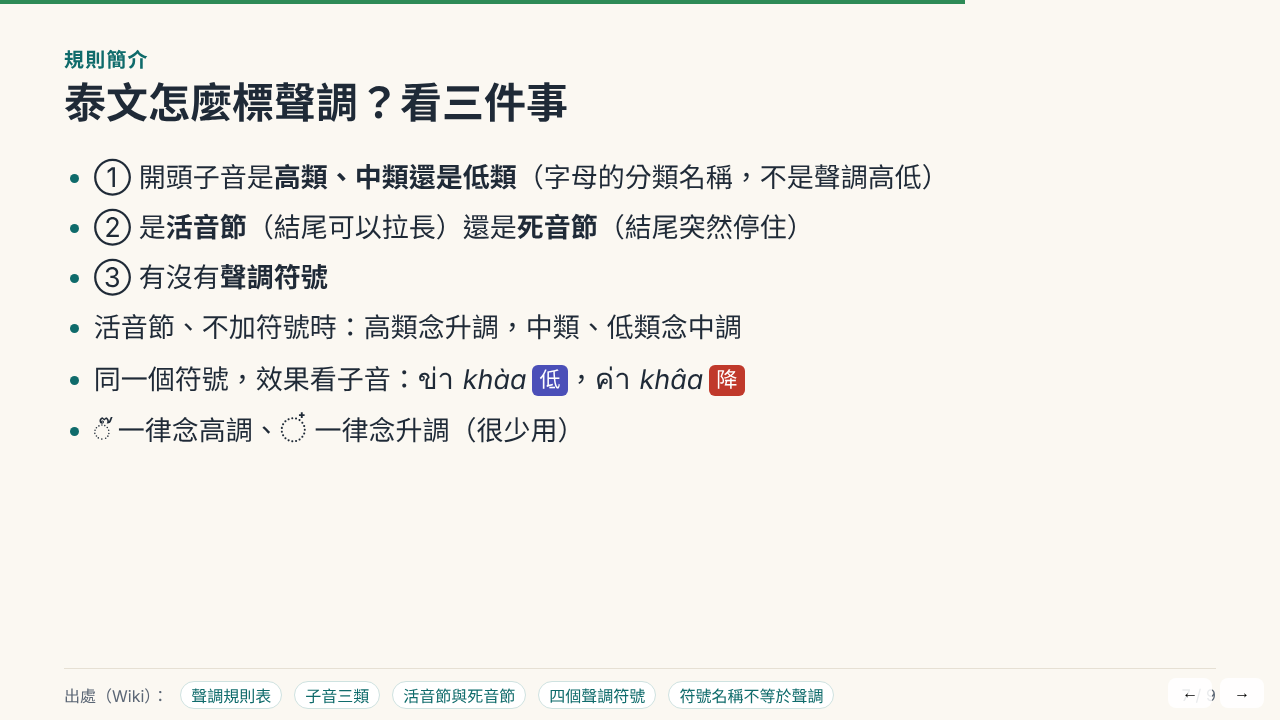 規則簡介
泰文怎麼標聲調？看三件事
• ① 開頭子音是高類、中類還是低類（字母的分類名稱，不是聲調高低）
• ② 是活音節（結尾可以拉長）還是死音節（結尾突然停住）
• ③ 有沒有聲調符號
• 活音節、不加符號時：高類念升調，中類、低類念中調
• 同一個符號，效果看子音：ข่า khàa 低，ค่า khâa 降
• ◌๊ 一律念高調、◌๋ 一律念升調（很少用）
出處（Wiki）： 聲調規則表 子音三類 活音節與死音節 四個聲調符號 符號名稱不等於聲調
← / 9 →